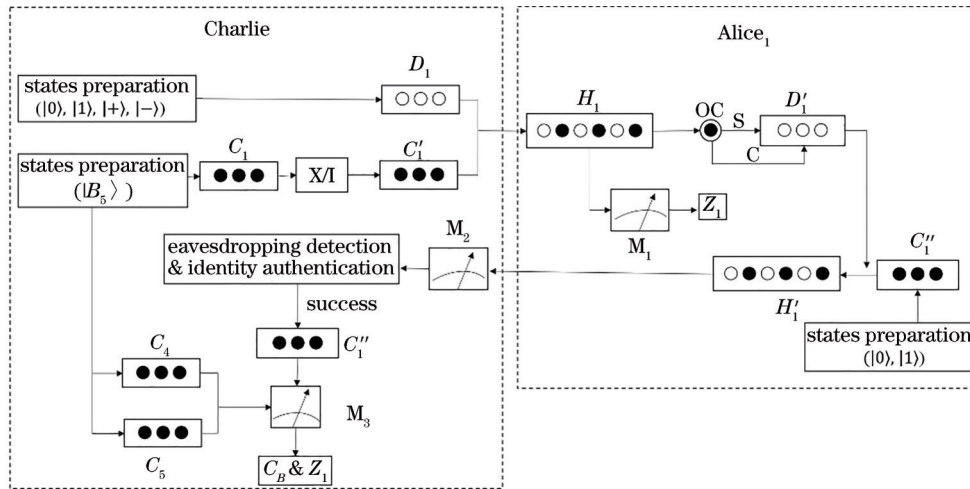 Charlie
Alice₁
states preparation
(|0⟩, |1⟩, |+⟩, |−⟩)
D₁
H₁
OC
S
C
D′₁
states preparation
(|B₅⟩)
C₁
X/I
C′₁
M₁
Z₁
eavesdropping detection
& identity authentication
M₂
success
C″₁
H′₁
C″₁
states preparation
(|0⟩, |1⟩)
C₄
C₅
M₃
C_B & Z₁